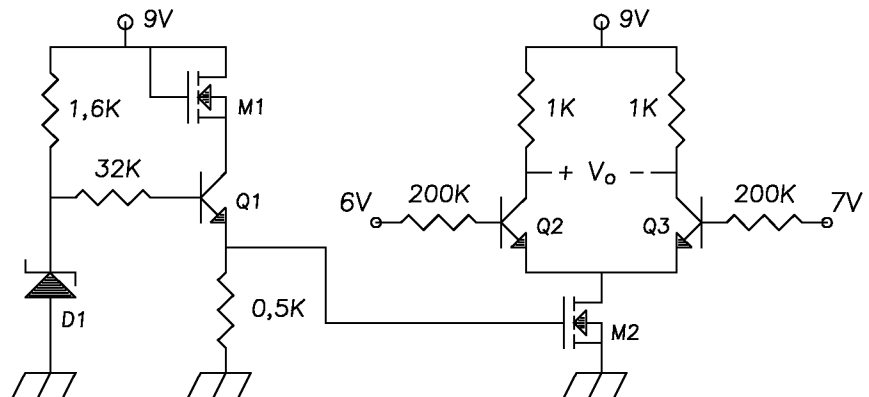 9V
9V
1,6K
M1
1K
1K
32K
+ Vo −
Q1
6V
200K
Q2
Q3
200K
7V
0,5K
D1
M2